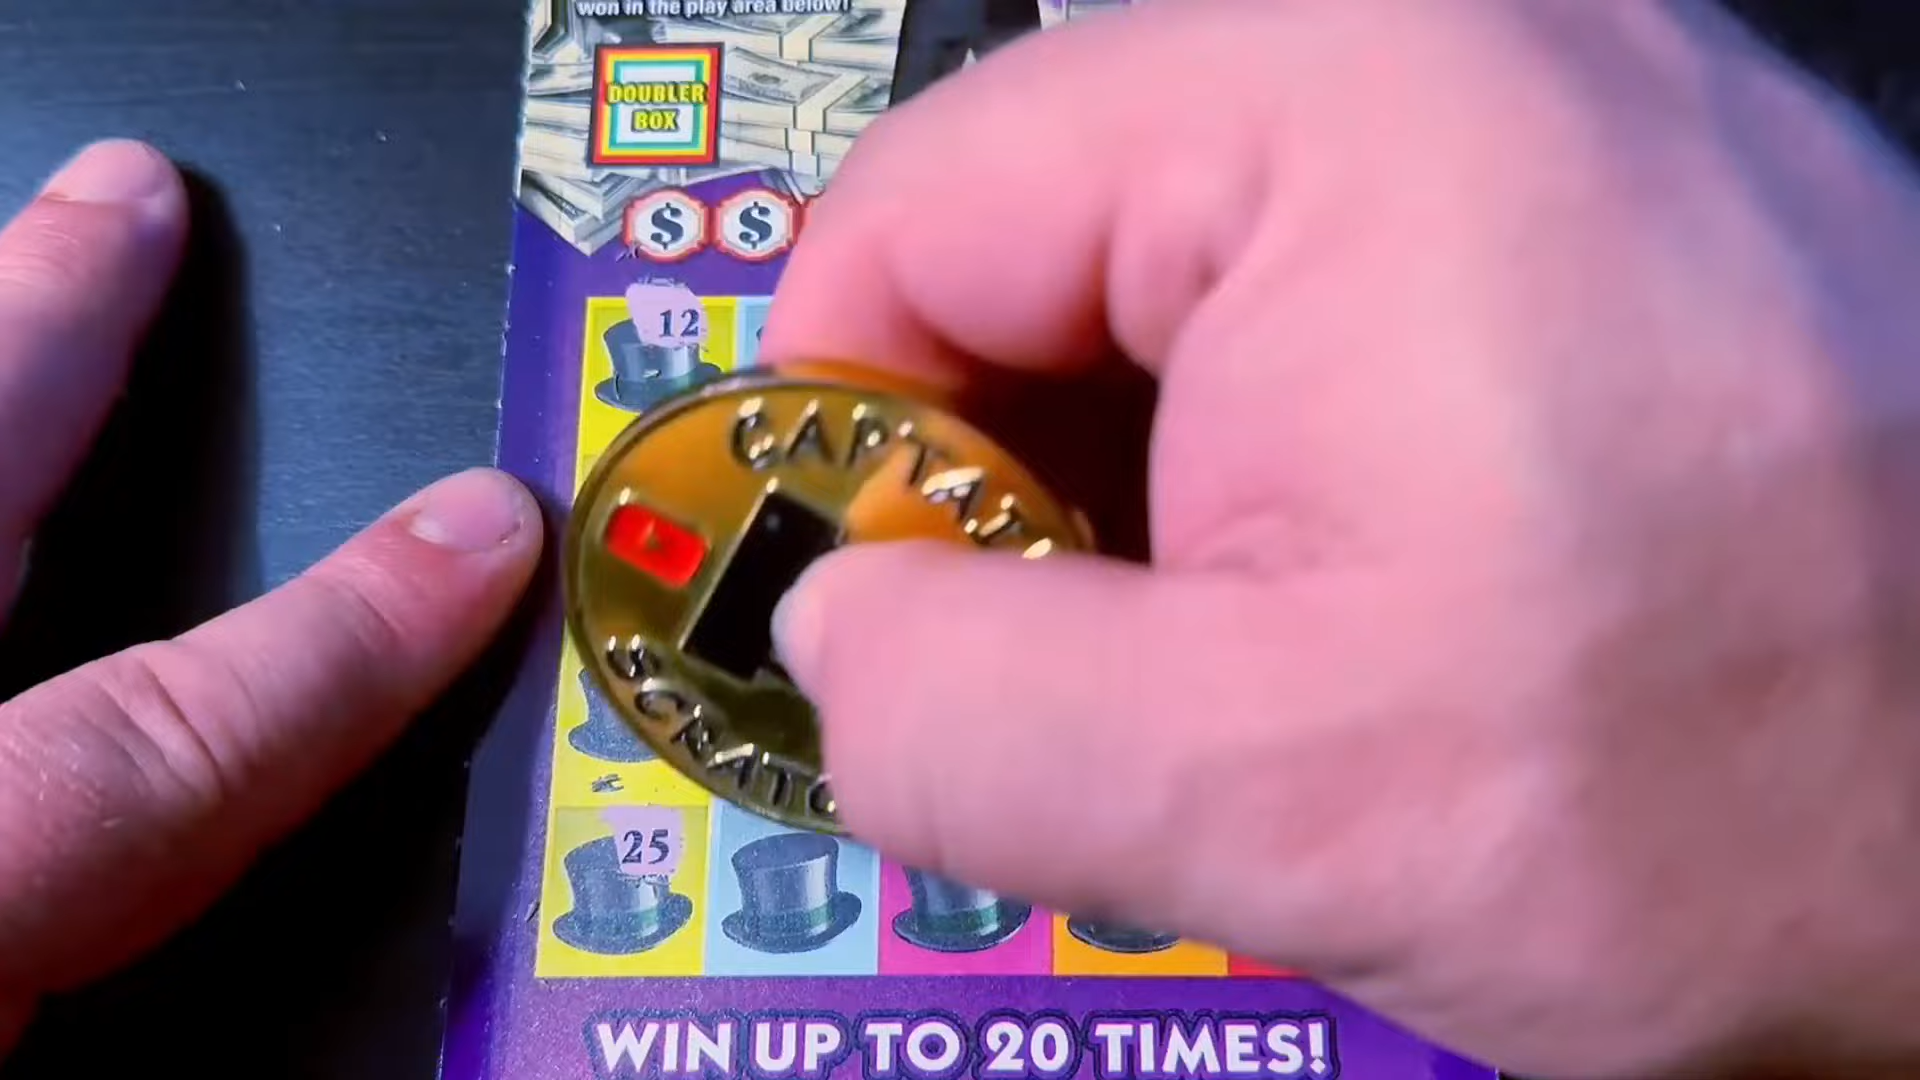 won in the play area below!
DOUBLER
BOX
$ $
12
CAPTAI
SCRATC
25
WIN UP TO 20 TIMES!